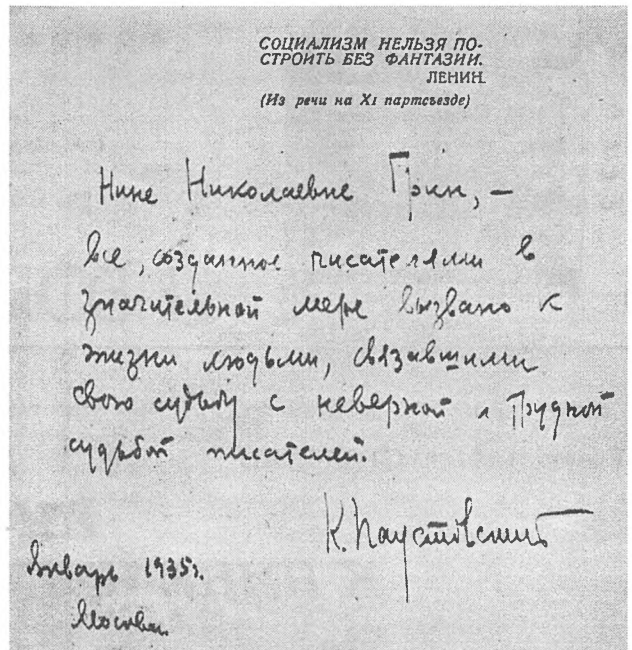 СОЦИАЛИЗМ НЕЛЬЗЯ ПО-
СТРОИТЬ БЕЗ ФАНТАЗИИ.
ЛЕНИН.
(Из речи на XI партсъезде)
Нине Николаевне Грин, –
все, созданное писателями в
значительной мере вызвано к
жизни людьми, связавшими
свою судьбу с неверной и трудной
судьбой писателей.
К. Паустовский
Январь 1935 г.
Москва.